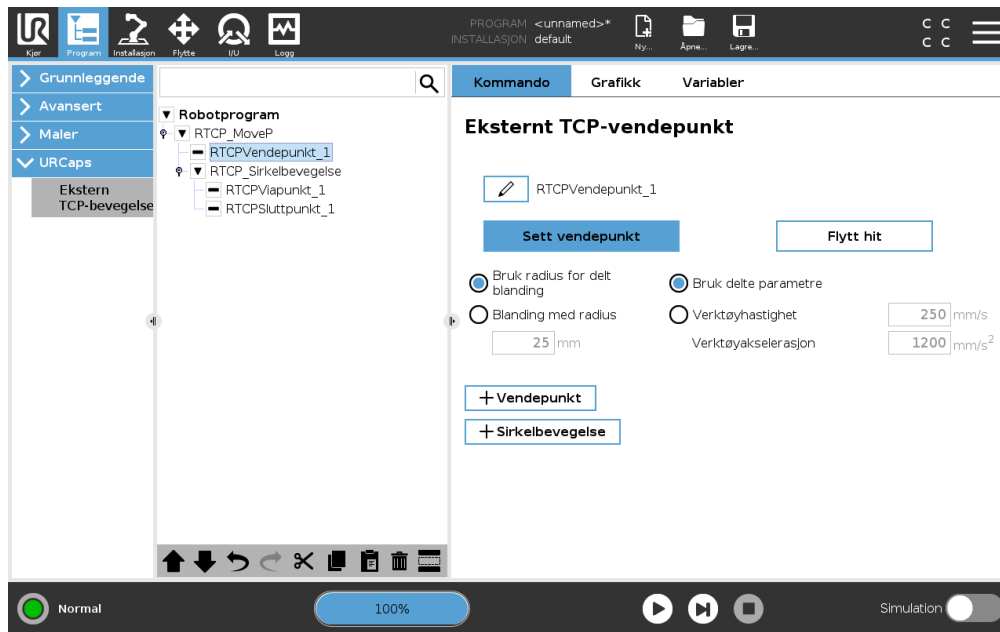 PROGRAM <unnamed>*
INSTALLASJON default
Kjør Program Installasjon Flytte I/U Logg Ny... Åpne... Lagre...
C C
C C
Grunnleggende
Avansert
Maler
URCaps
Ekstern
TCP-bevegelse
Robotprogram
RTCP_MoveP
RTCPVendepunkt_1
RTCP_Sirkelbevegelse
RTCPViapunkt_1
RTCPSluttpunkt_1
Kommando Grafikk Variabler
Eksternt TCP-vendepunkt
RTCPVendepunkt_1
Sett vendepunkt Flytt hit
Bruk radius for delt
blanding
Bruk delte parametre
Blanding med radius Verktøyhastighet 250 mm/s
25 mm Verktøyakselerasjon 1200 mm/s²
+ Vendepunkt
+ Sirkelbevegelse
Normal 100% Simulation